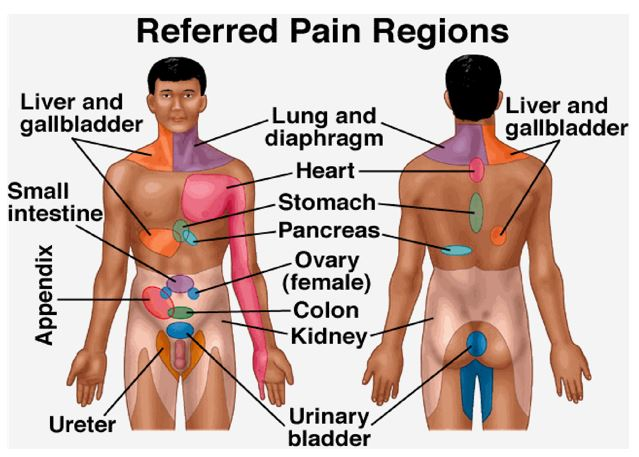 Referred Pain Regions
Liver and
gallbladder
Lung and
diaphragm
Liver and
gallbladder
Heart
Small
intestine
Stomach
Pancreas
Appendix
Ovary
(female)
Colon
Kidney
Ureter
Urinary
bladder